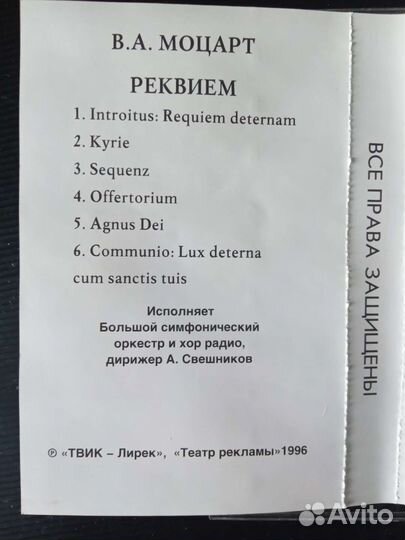 В.А. МОЦАРТ
РЕКВИЕМ
1. Introitus: Requiem deternam
2. Kyrie
3. Sequenz
4. Offertorium
5. Agnus Dei
6. Communio: Lux deterna
cum sanctis tuis
Исполняет
Большой симфонический
оркестр и хор радио,
дирижер А. Свешников
℗ «ТВИК – Лирек», «Театр рекламы»1996
ВСЕ ПРАВА ЗАЩИЩЕНЫ
Avito